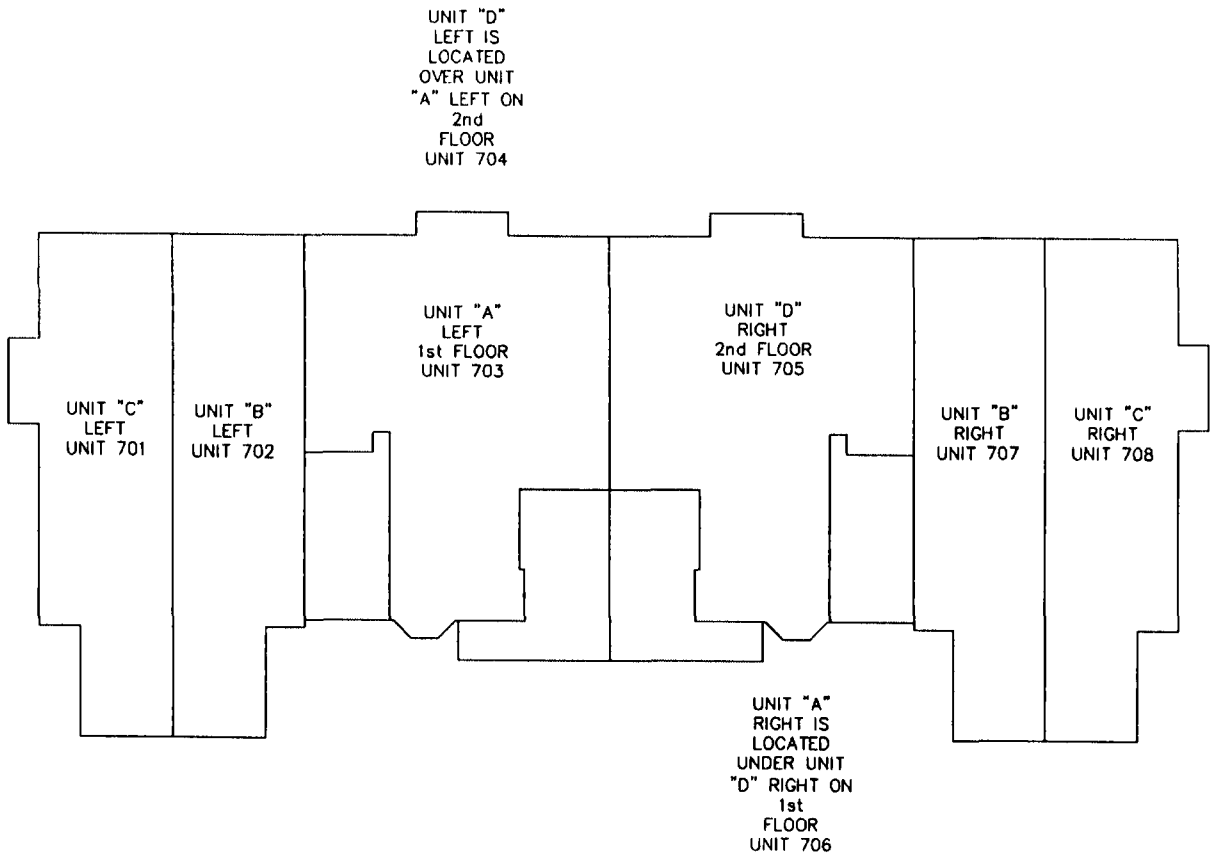 UNIT "D"
LEFT IS
LOCATED
OVER UNIT
"A" LEFT ON
2nd
FLOOR
UNIT 704
UNIT "A"
LEFT
1st FLOOR
UNIT 703
UNIT "D"
RIGHT
2nd FLOOR
UNIT 705
UNIT "C"
LEFT
UNIT 701
UNIT "B"
LEFT
UNIT 702
UNIT "B"
RIGHT
UNIT 707
UNIT "C"
RIGHT
UNIT 708
UNIT "A"
RIGHT IS
LOCATED
UNDER UNIT
"D" RIGHT ON
1st
FLOOR
UNIT 706